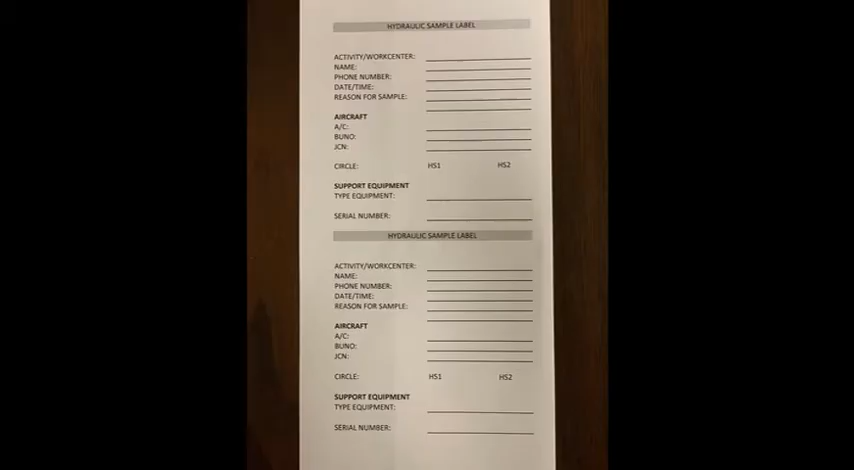 HYDRAULIC SAMPLE LABEL
ACTIVITY/WORKCENTER:
NAME:
PHONE NUMBER:
DATE/TIME:
REASON FOR SAMPLE:
AIRCRAFT
A/C:
BUNO:
JCN:
CIRCLE: HS1 HS2
SUPPORT EQUIPMENT
TYPE EQUIPMENT:
SERIAL NUMBER:
HYDRAULIC SAMPLE LABEL
ACTIVITY/WORKCENTER:
NAME:
PHONE NUMBER:
DATE/TIME:
REASON FOR SAMPLE:
AIRCRAFT
A/C:
BUNO:
JCN:
CIRCLE: HS1 HS2
SUPPORT EQUIPMENT
TYPE EQUIPMENT:
SERIAL NUMBER: